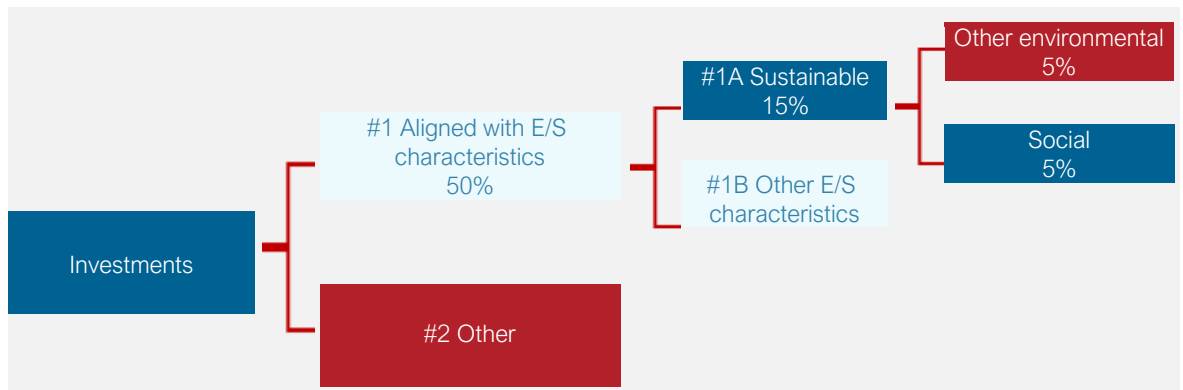 Investments
#1 Aligned with E/S
characteristics
50%
#2 Other
#1A Sustainable
15%
#1B Other E/S
characteristics
Other environmental
5%
Social
5%